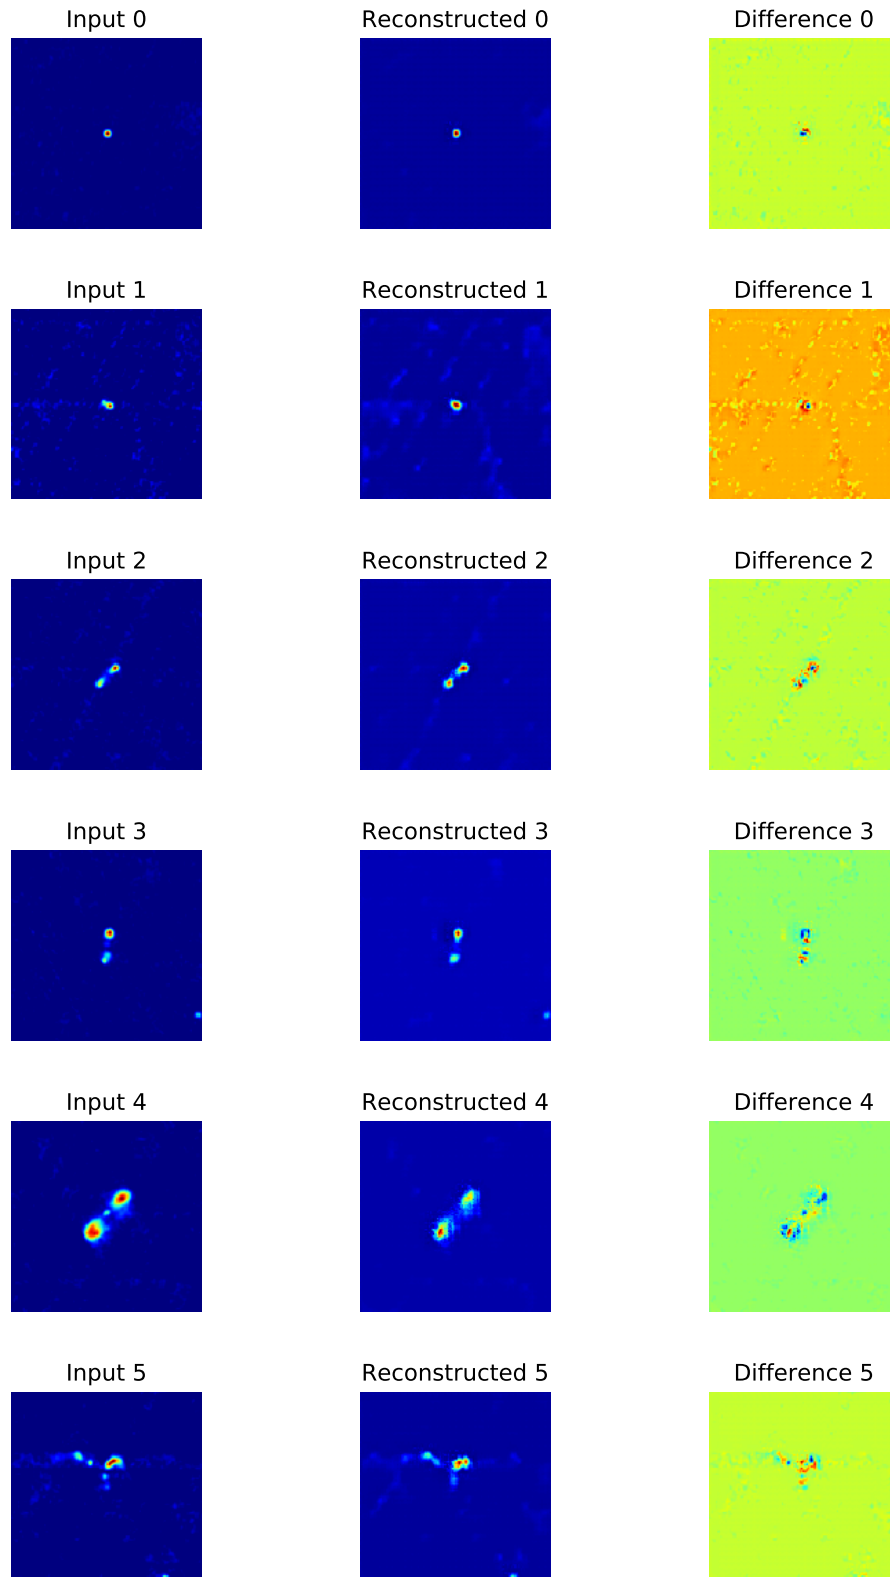 Input 0 Reconstructed 0 Difference 0
Input 1 Reconstructed 1 Difference 1
Input 2 Reconstructed 2 Difference 2
Input 3 Reconstructed 3 Difference 3
Input 4 Reconstructed 4 Difference 4
Input 5 Reconstructed 5 Difference 5